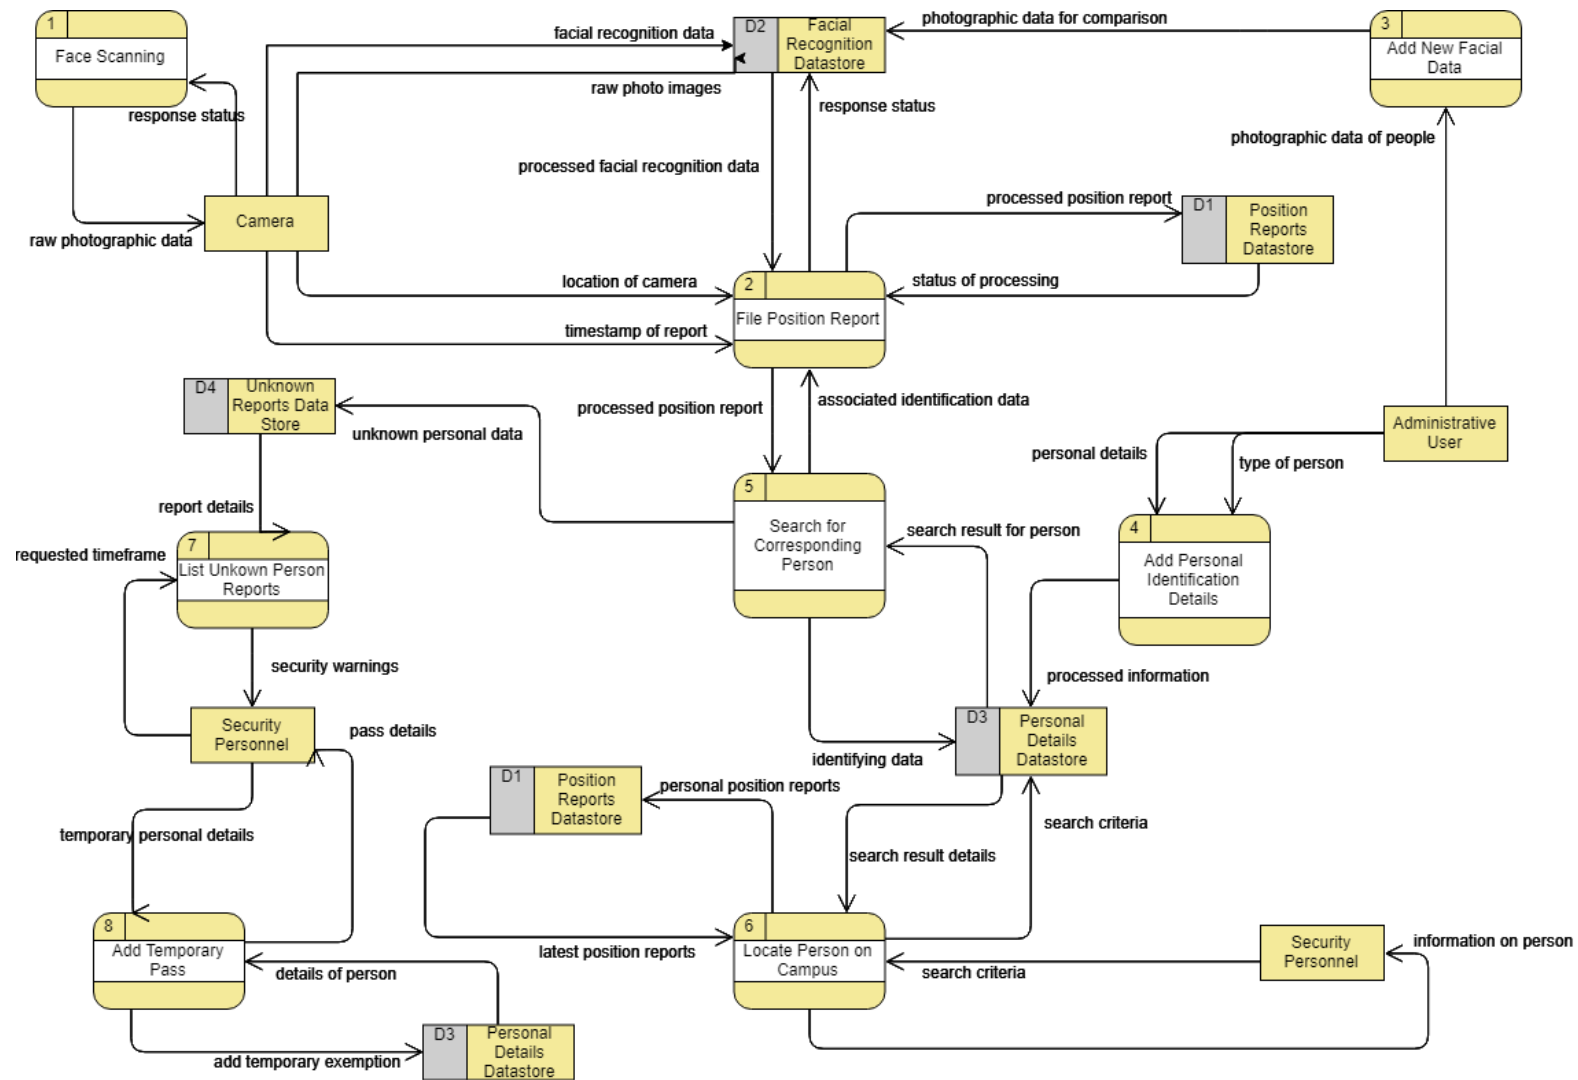 1
Face Scanning
response status
raw photographic data
Camera
facial recognition data
raw photo images
D2
Facial
Recognition
Datastore
photographic data for comparison
3
Add New Facial
Data
response status
processed facial recognition data
photographic data of people
processed position report
D1
Position
Reports
Datastore
location of camera
timestamp of report
2
File Position Report
status of processing
D4
Unknown
Reports Data
Store
unknown personal data
processed position report
associated identification data
Administrative
User
personal details
type of person
report details
requested timeframe
7
List Unkown Person
Reports
5
Search for
Corresponding
Person
search result for person
4
Add Personal
Identification
Details
security warnings
processed information
Security
Personnel
pass details
identifying data
D3
Personal
Details
Datastore
D1
Position
Reports
Datastore
personal position reports
temporary personal details
search result details
search criteria
8
Add Temporary
Pass
details of person
latest position reports
6
Locate Person on
Campus
search criteria
Security
Personnel
information on person
add temporary exemption
D3
Personal
Details
Datastore